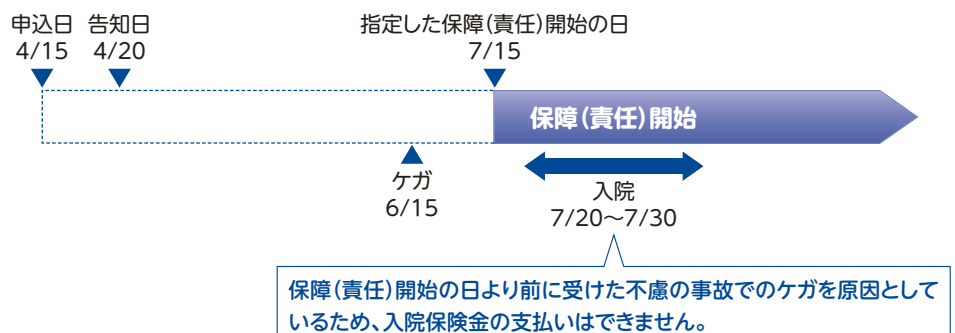 申込日 告知日 指定した保障(責任)開始の日
4/15 4/20 7/15
保障(責任)開始
ケガ
6/15
入院
7/20～7/30
保障(責任)開始の日より前に受けた不慮の事故でのケガを原因として
いるため、入院保険金の支払いはできません。